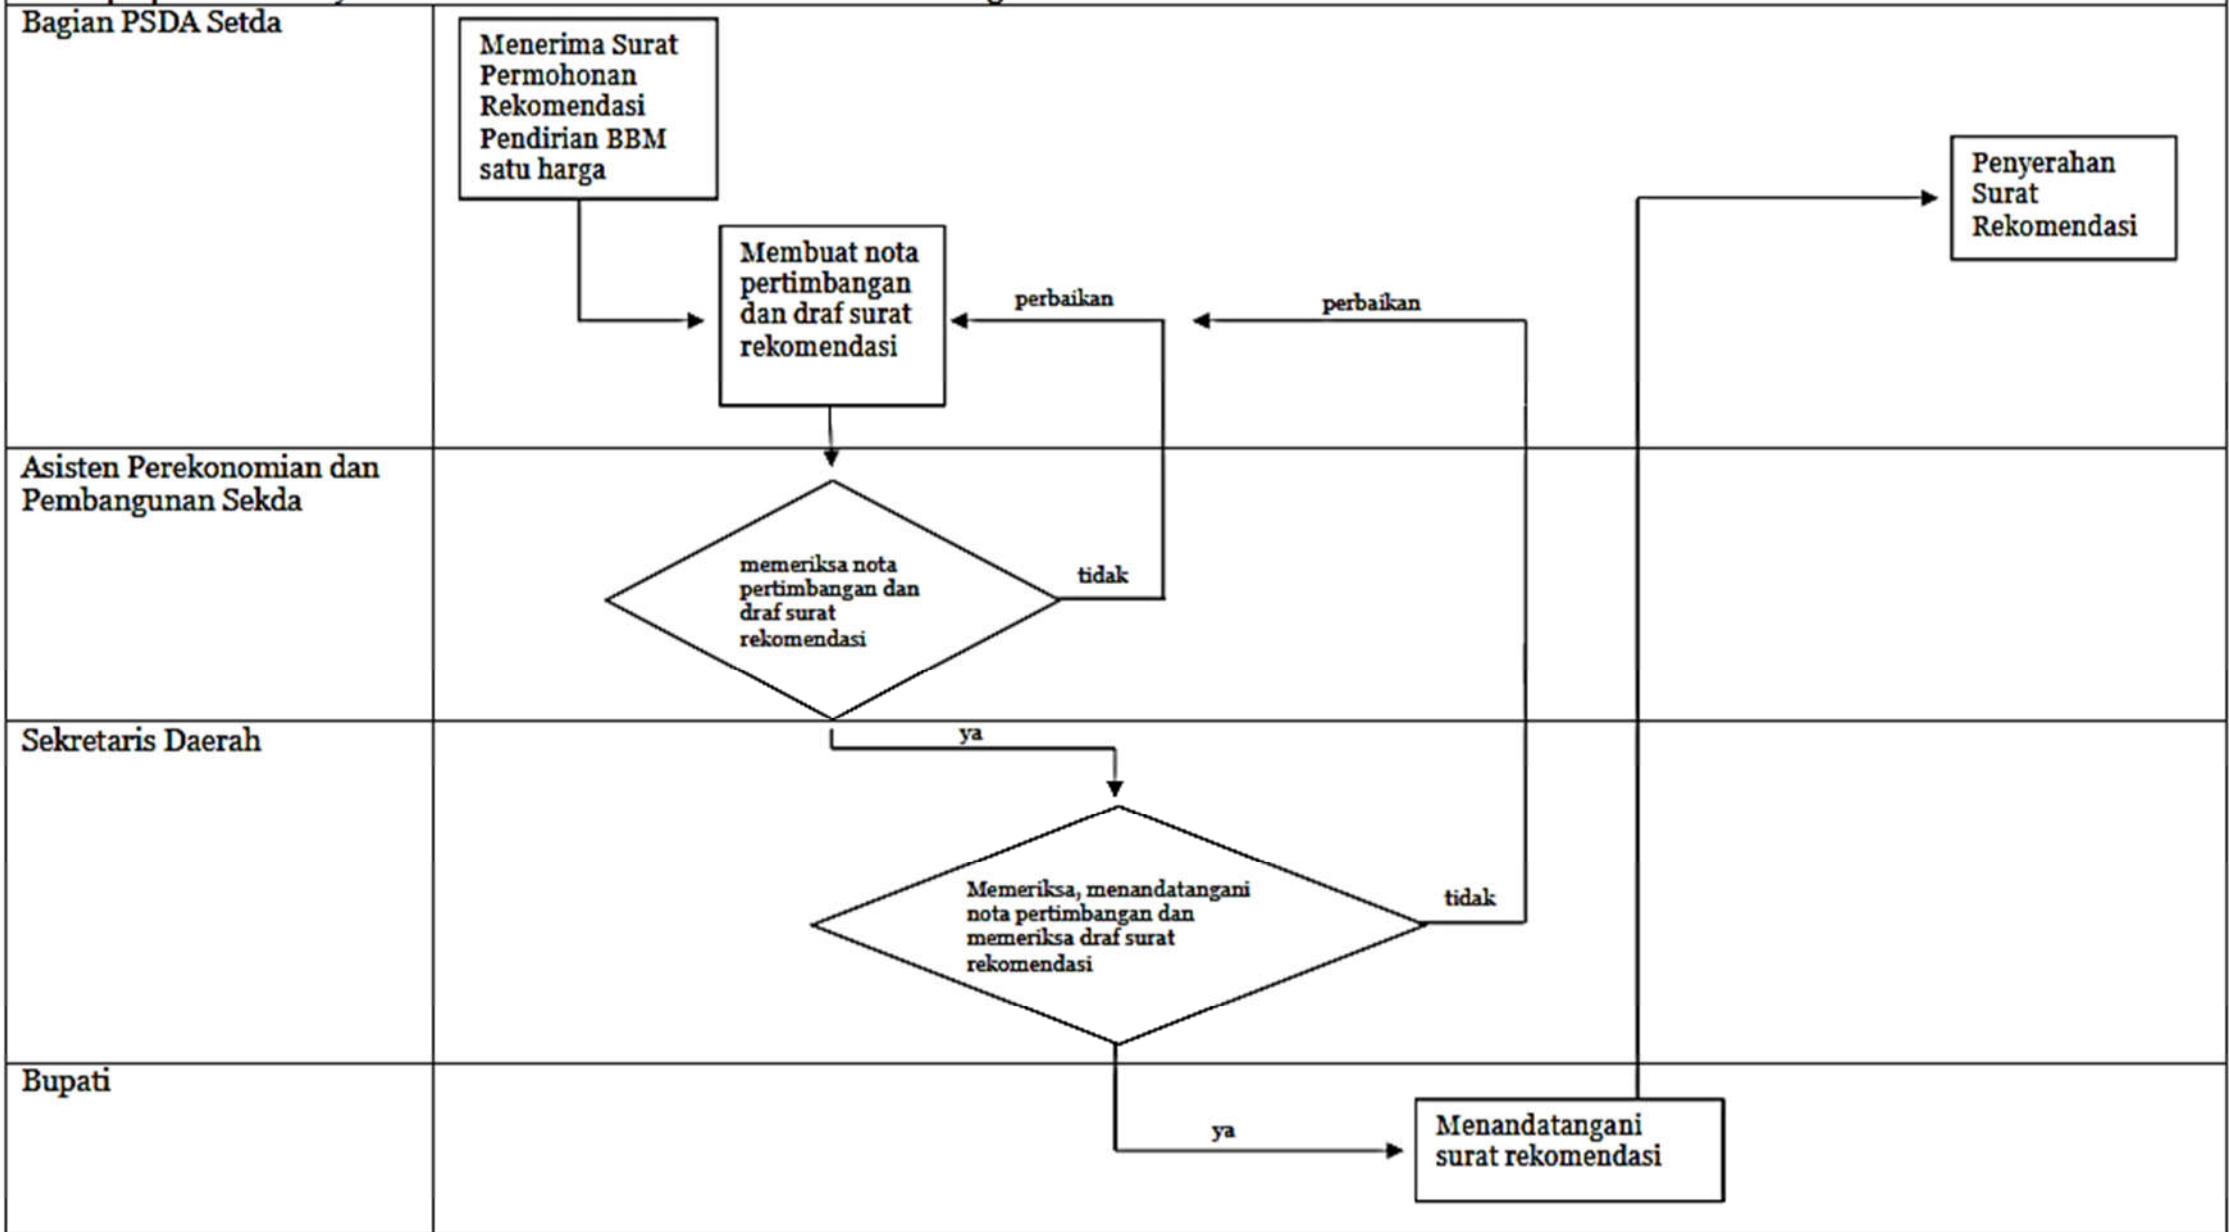 Bagian PSDA Setda
Menerima Surat
Permohonan
Rekomendasi
Pendirian BBM
satu harga
Membuat nota
pertimbangan
dan draf surat
rekomendasi
perbaikan
perbaikan
Penyerahan
Surat
Rekomendasi
Asisten Perekonomian dan
Pembangunan Sekda
memeriksa nota
pertimbangan dan
draf surat
rekomendasi
tidak
Sekretaris Daerah
ya
Memeriksa, menandatangani
nota pertimbangan dan
memeriksa draf surat
rekomendasi
tidak
Bupati
ya
Menandatangani
surat rekomendasi